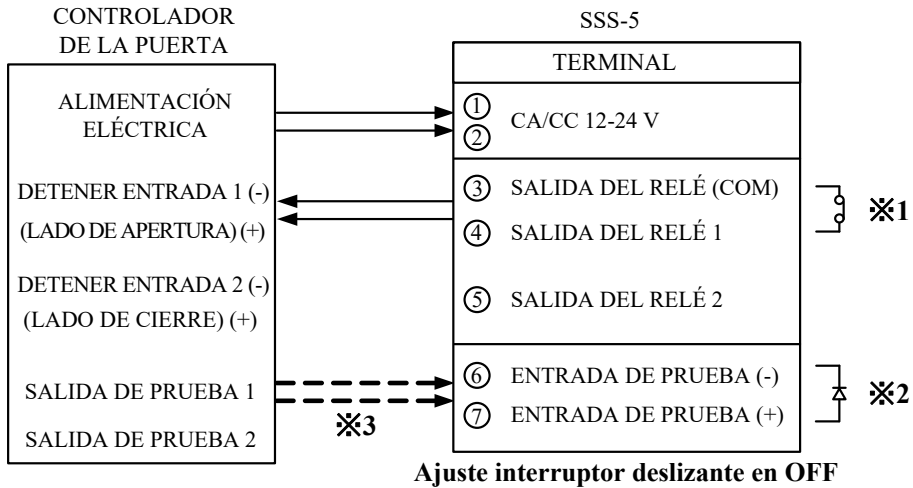 CONTROLADOR
DE LA PUERTA
ALIMENTACIÓN
ELÉCTRICA
DETENER ENTRADA 1 (-)
(LADO DE APERTURA) (+)
DETENER ENTRADA 2 (-)
(LADO DE CIERRE) (+)
SALIDA DE PRUEBA 1
SALIDA DE PRUEBA 2
※3
SSS-5
TERMINAL
①
②
CA/CC 12-24 V
③ SALIDA DEL RELÉ (COM)
④ SALIDA DEL RELÉ 1
⑤ SALIDA DEL RELÉ 2
⑥ ENTRADA DE PRUEBA (-)
⑦ ENTRADA DE PRUEBA (+)
※1
※2
Ajuste interruptor deslizante en OFF